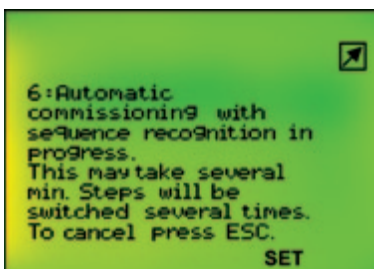 6:Automatic
commissioning with
sequence recognition in
progress.
This may take several
min. Steps will be
switched several times.
To cancel press ESC.
SET